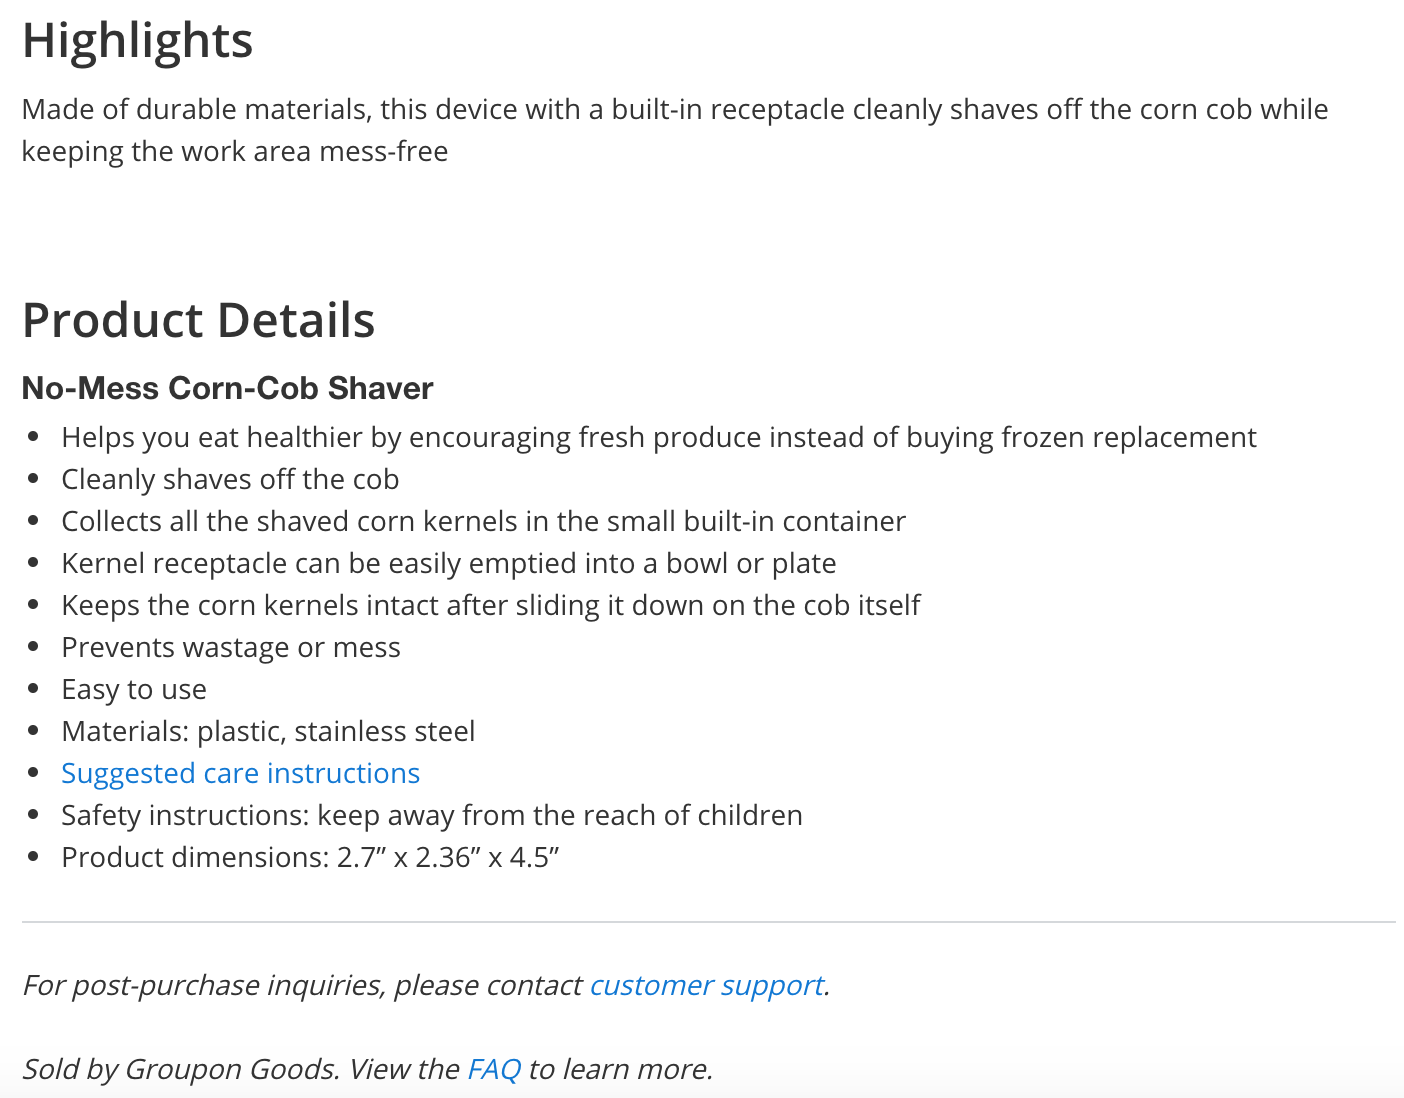 Highlights
Made of durable materials, this device with a built-in receptacle cleanly shaves off the corn cob while
keeping the work area mess-free
Product Details
No-Mess Corn-Cob Shaver
• Helps you eat healthier by encouraging fresh produce instead of buying frozen replacement
• Cleanly shaves off the cob
• Collects all the shaved corn kernels in the small built-in container
• Kernel receptacle can be easily emptied into a bowl or plate
• Keeps the corn kernels intact after sliding it down on the cob itself
• Prevents wastage or mess
• Easy to use
• Materials: plastic, stainless steel
• Suggested care instructions
• Safety instructions: keep away from the reach of children
• Product dimensions: 2.7” x 2.36” x 4.5”
For post-purchase inquiries, please contact customer support.
Sold by Groupon Goods. View the FAQ to learn more.